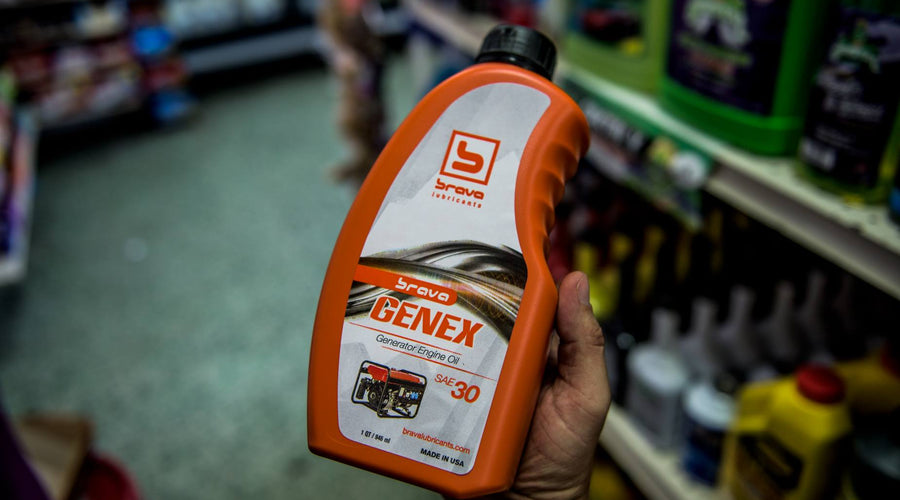 b
brava
lubricants
brava
GENEX
Generator Engine Oil
SAE 30
1 QT / 946 ml
bravalubricants.com
MADE IN USA